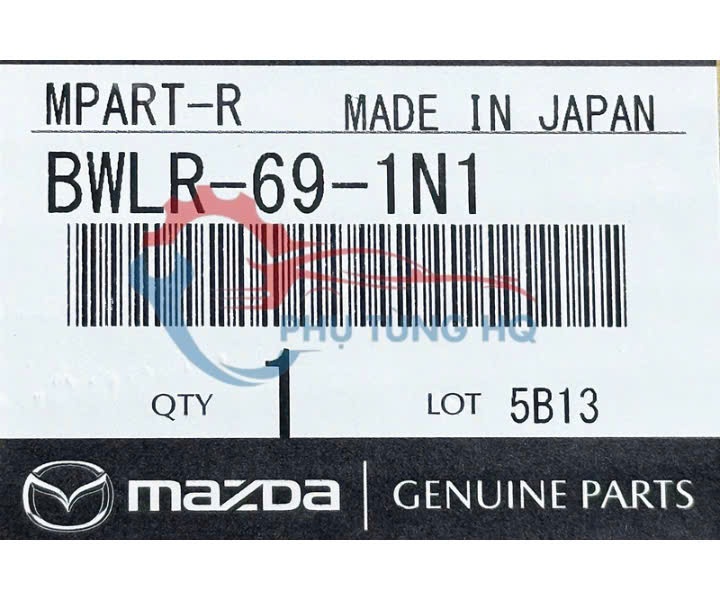 MPART-R MADE IN JAPAN
BWLR-69-1N1
PHỤ TÙNG HQ
QTY 1 LOT 5B13
mazda GENUINE PARTS